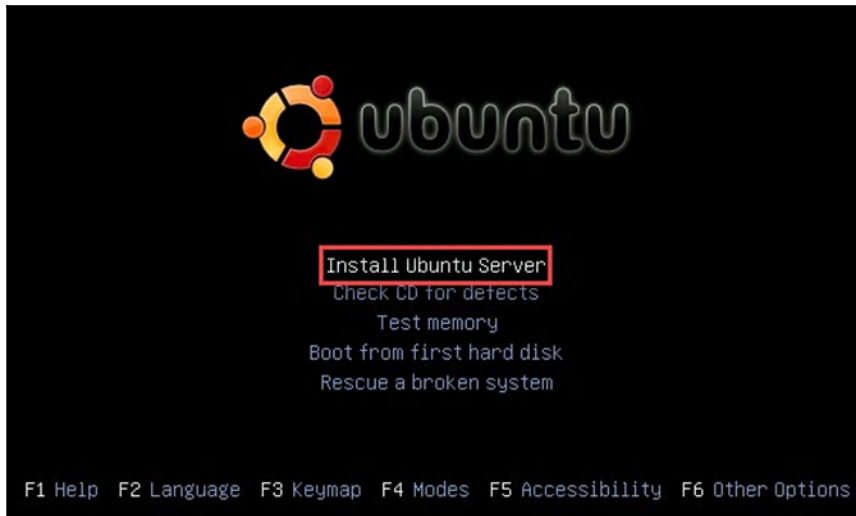 ubuntu
Install Ubuntu Server
Check CD for defects
Test memory
Boot from first hard disk
Rescue a broken system
F1 Help F2 Language F3 Keymap F4 Modes F5 Accessibility F6 Other Options